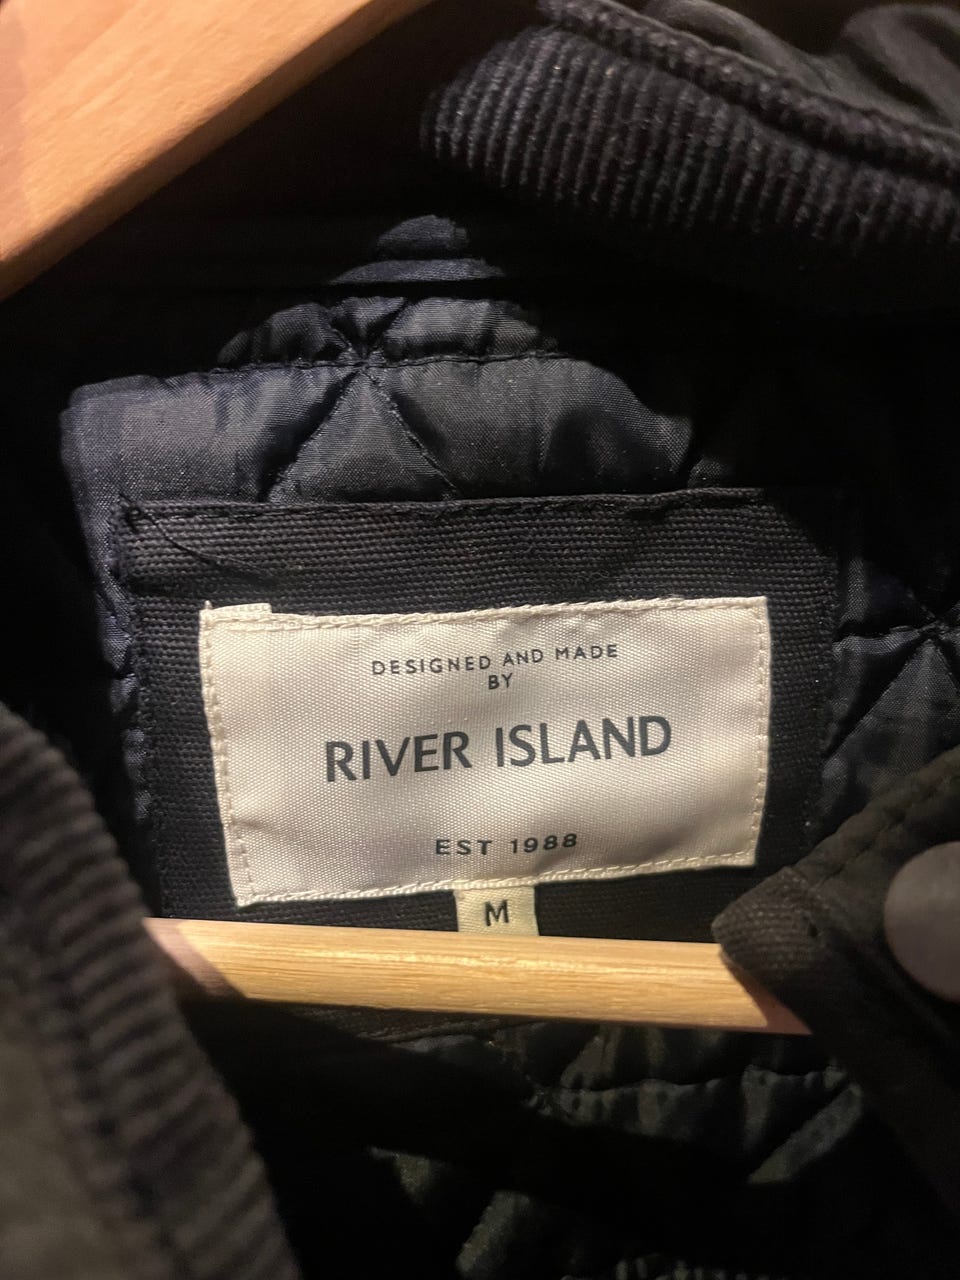 DESIGNED AND MADE
BY
RIVER ISLAND
EST 1988
M